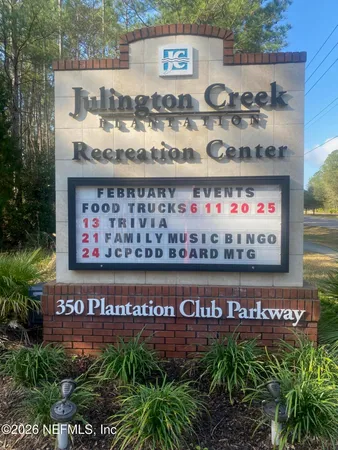 JC
Julington Creek
PLANTATION
Recreation Center
FEBRUARY EVENTS
FOOD TRUCKS 6 11 20 25
13 TRIVIA
21 FAMILY MUSIC BINGO
24 JCPCDD BOARD MTG
350 Plantation Club Parkway
©2026 NEFMLS, Inc.